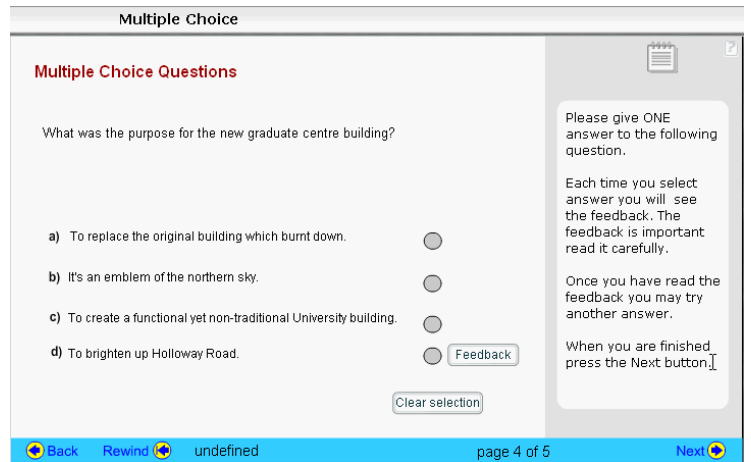 Multiple Choice
Multiple Choice Questions
What was the purpose for the new graduate centre building?
a) To replace the original building which burnt down.
b) It's an emblem of the northern sky.
c) To create a functional yet non-traditional University building.
d) To brighten up Holloway Road.
Feedback
Clear selection
?
Please give ONE
answer to the following
question.
Each time you select
answer you will see
the feedback. The
feedback is important
read it carefully.
Once you have read the
feedback you may try
another answer.
When you are finished
press the Next button.
Back
Rewind
undefined
page 4 of 5
Next